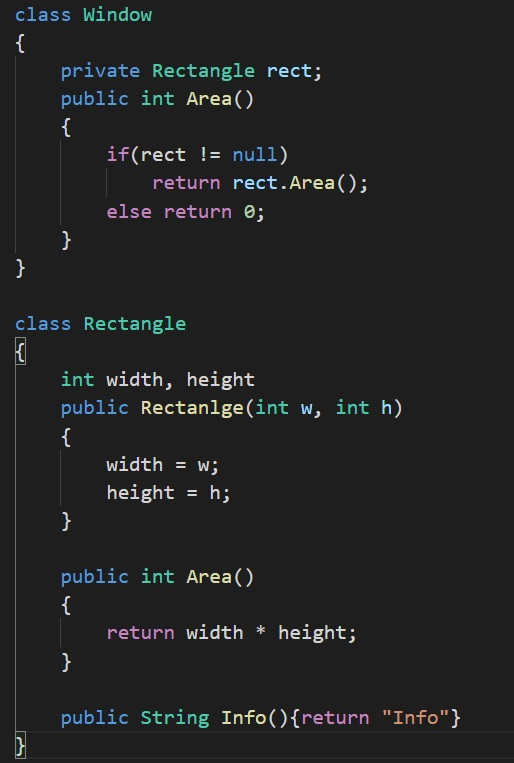 class Window
{
    private Rectangle rect;
    public int Area()
    {
        if(rect != null)
            return rect.Area();
        else return 0;
    }
}

class Rectangle
{
    int width, height
    public Rectanlge(int w, int h)
    {
        width = w;
        height = h;
    }

    public int Area()
    {
        return width * height;
    }

    public String Info(){return "Info"}
}